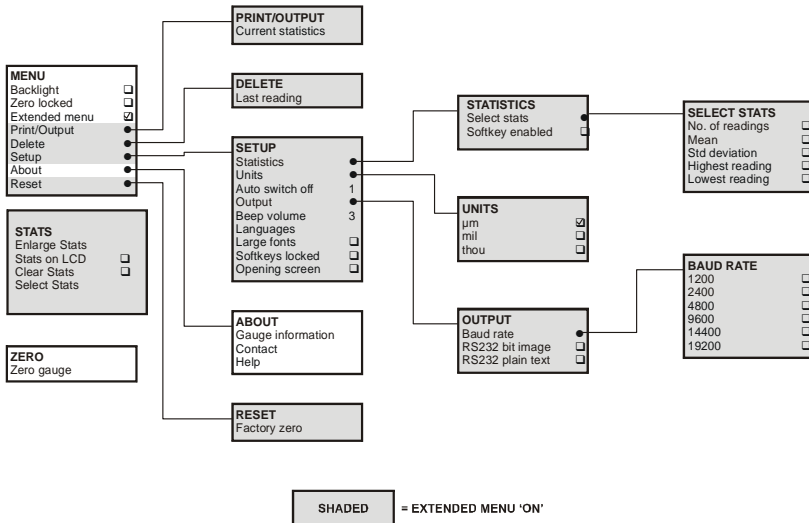 PRINT/OUTPUT
Current statistics
MENU
Backlight
Zero locked
Extended menu
Print/Output
Delete
Setup
About
Reset
DELETE
Last reading
STATISTICS
Select stats
Softkey enabled
SELECT STATS
No. of readings
Mean
Std deviation
Highest reading
Lowest reading
SETUP
Statistics
Units
Auto switch off 1
Output
Beep volume 3
Languages
Large fonts
Softkeys locked
Opening screen
UNITS
µm
mil
thou
STATS
Enlarge Stats
Stats on LCD
Clear Stats
Select Stats
BAUD RATE
1200
2400
4800
9600
14400
19200
ABOUT
Gauge information
Contact
Help
OUTPUT
Baud rate
RS232 bit image
RS232 plain text
ZERO
Zero gauge
RESET
Factory zero
SHADED = EXTENDED MENU ‘ON’